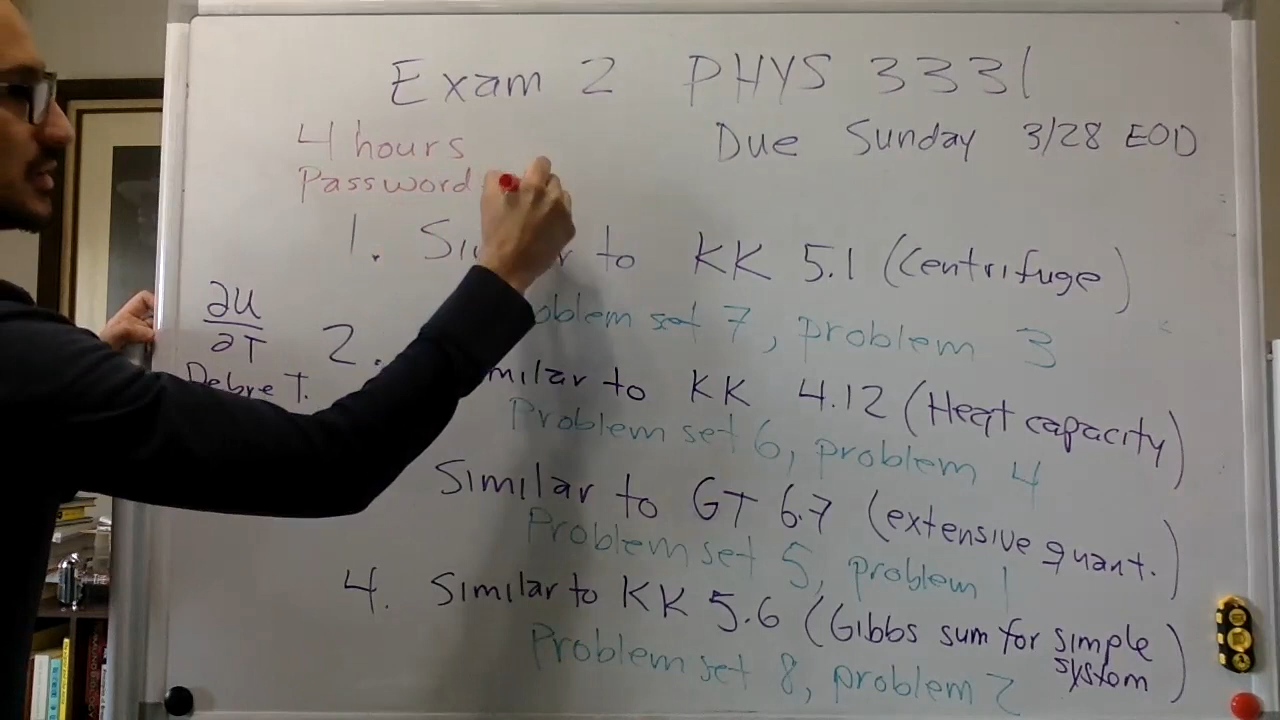 Exam 2 PHYS 3331
4 hours
Due Sunday 3/28 EOD
Password
1. to KK 5.1 (Centrifuge)
set 7, problem 3
∂U
∂T
2.
Debye T.
to KK 4.12 (Heat capacity)
Problem set 6, problem 4
Similar to GT 6.7 (extensive quant.)
Problem set 5, problem 1
4. Similar to KK 5.6 (Gibbs sum for simple system)
Problem set 8, problem 2